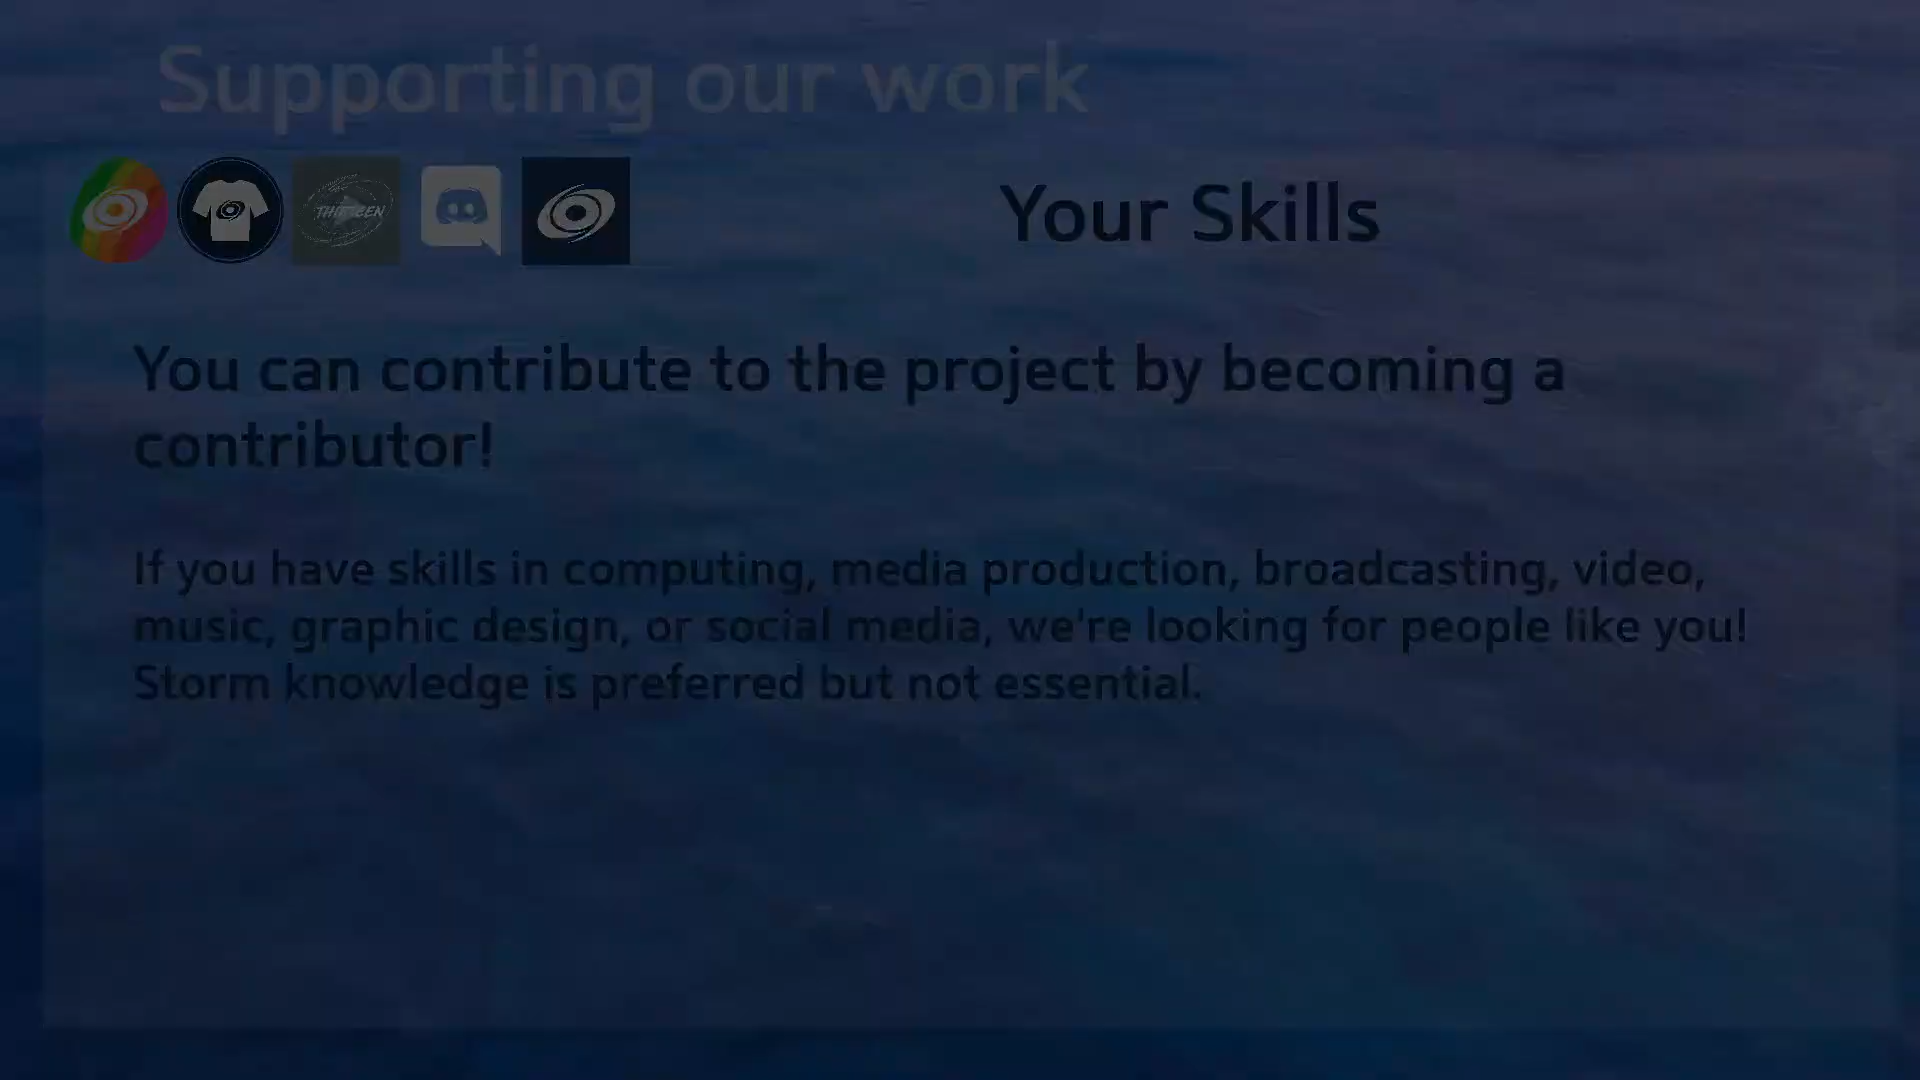 Supporting our work
THIRTEEN
Your Skills
You can contribute to the project by becoming a
contributor!
If you have skills in computing, media production, broadcasting, video,
music, graphic design, or social media, we're looking for people like you!
Storm knowledge is preferred but not essential.